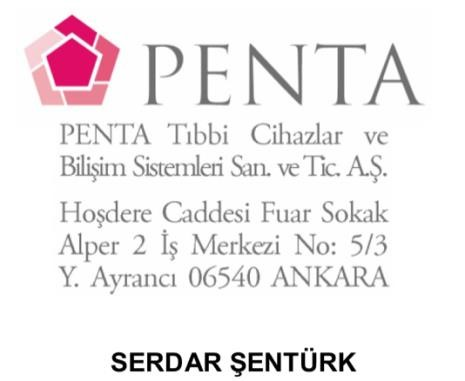 PENTA
PENTA Tıbbi Cihazlar ve
Bilişim Sistemleri San. ve Tic. A.Ş.
Hoşdere Caddesi Fuar Sokak
Alper 2 İş Merkezi No: 5/3
Y. Ayrancı 06540 ANKARA
SERDAR ŞENTÜRK